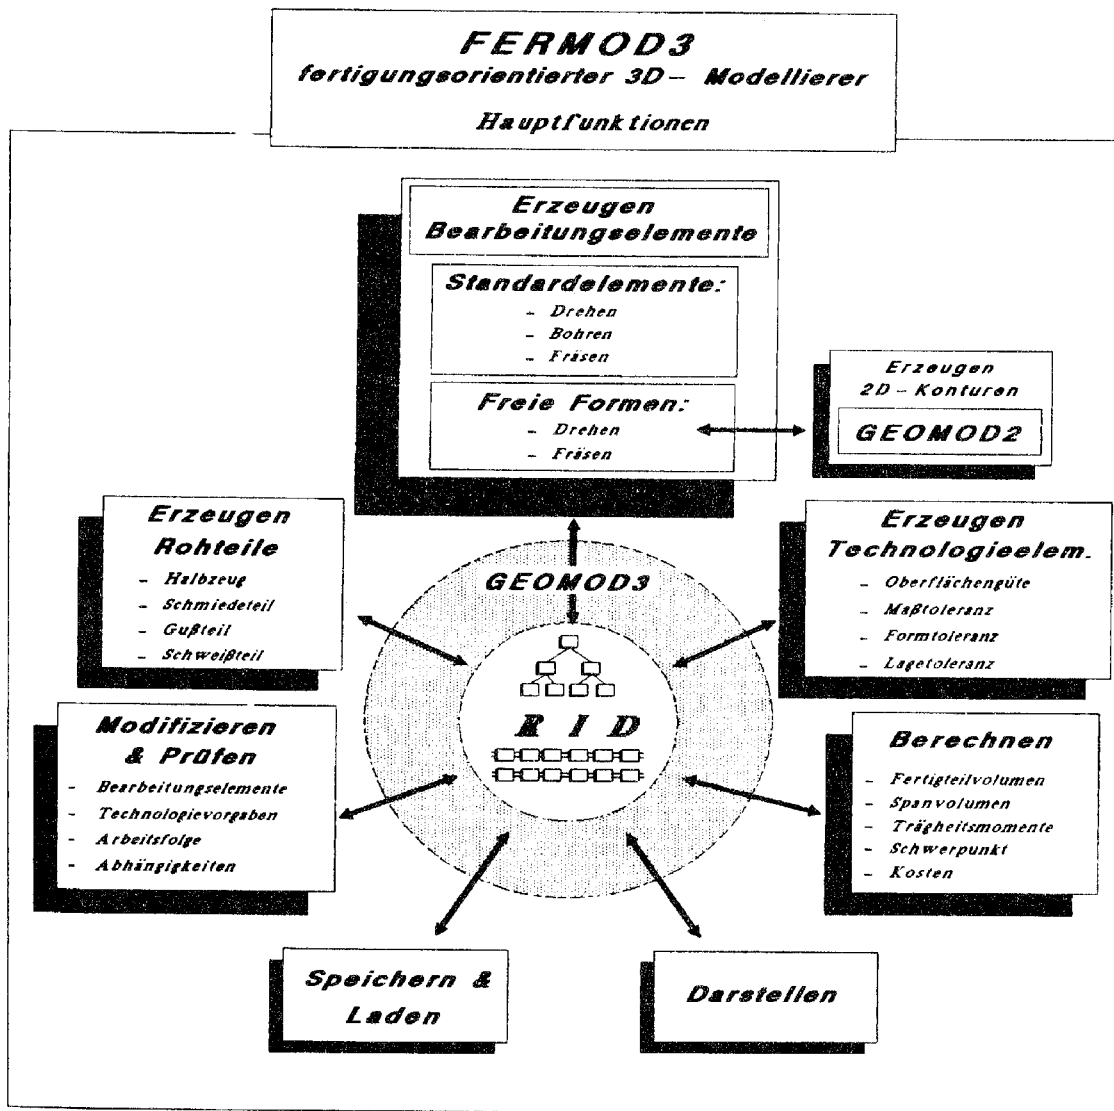 FERMOD3
fertigungsorientierter 3D- Modellierer
Hauptfunktionen
Erzeugen
Bearbeitungselemente
Standardelemente:
- Drehen
- Bohren
- Fräsen
Freie Formen:
- Drehen
- Fräsen
Erzeugen
2D-Konturen
GEOMOD2
Erzeugen
Rohteile
- Halbzeug
- Schmiedeteil
- Gußteil
- Schweißteil
GEOMOD3
Erzeugen
Technologieelem.
- Oberflächengüte
- Maßtoleranz
- Formtoleranz
- Lagetoleranz
R I D
Modifizieren
& Prüfen
- Bearbeitungselemente
- Technologievorgaben
- Arbeitsfolge
- Abhängigkeiten
Berechnen
- Fertigteilvolumen
- Spanvolumen
- Trägheitsmomente
- Schwerpunkt
- Kosten
Speichern &
Laden
Darstellen